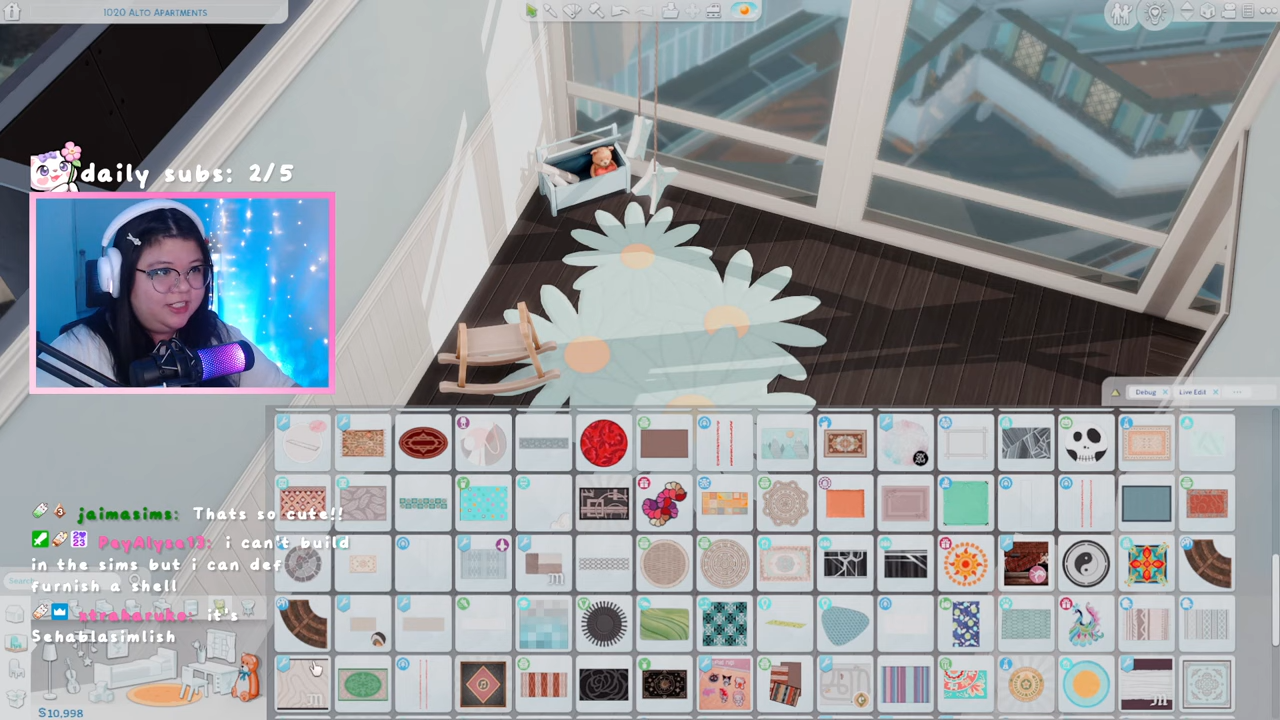 1020 Alto Apartments
daily subs: 2/5
Debug
Live Edit
jaimasims: Thats so cute!!
PayAlyea13: i can't build
in the sims but i can def
furnish a shell
it's
Sehablasimlish
$10,998